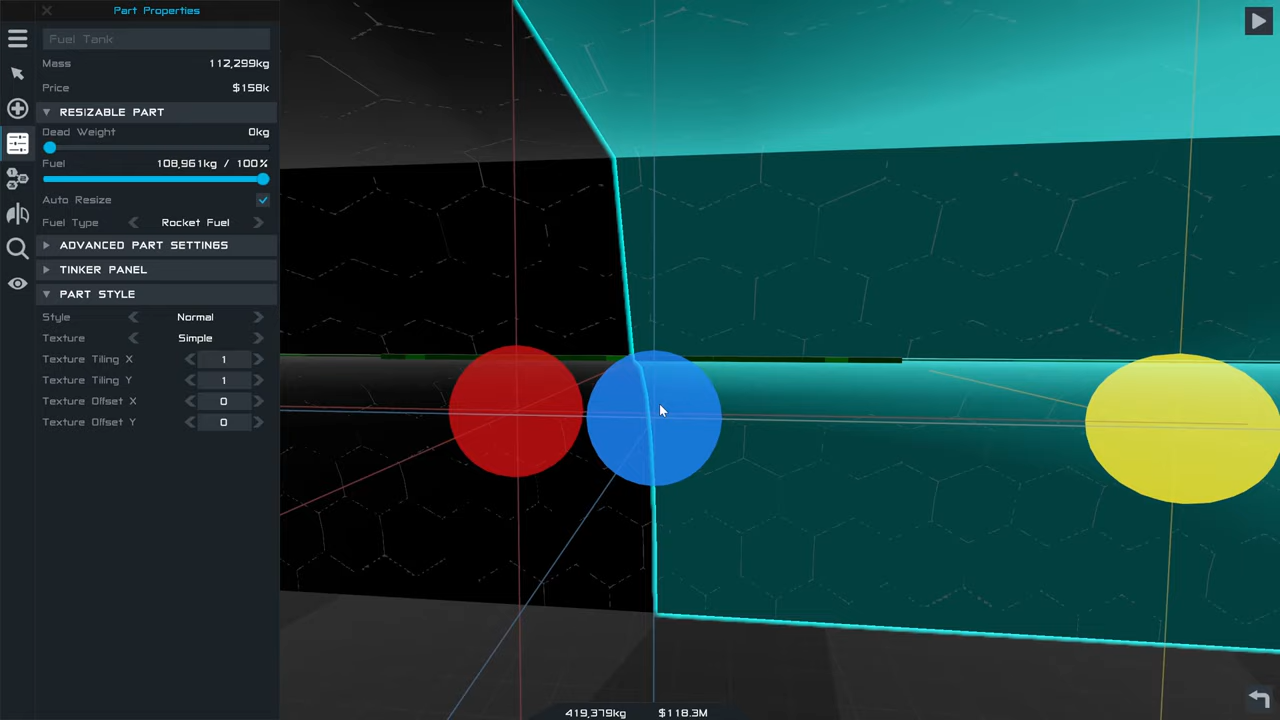 Part Properties
Fuel Tank
Mass 112,299kg
Price $158k
RESIZABLE PART
Dead Weight 0kg
Fuel 108,961kg / 100%
Auto Resize
Fuel Type Rocket Fuel
ADVANCED PART SETTINGS
TINKER PANEL
PART STYLE
Style Normal
Texture Simple
Texture Tiling X 1
Texture Tiling Y 1
Texture Offset X 0
Texture Offset Y 0
419,379kg $118.3M